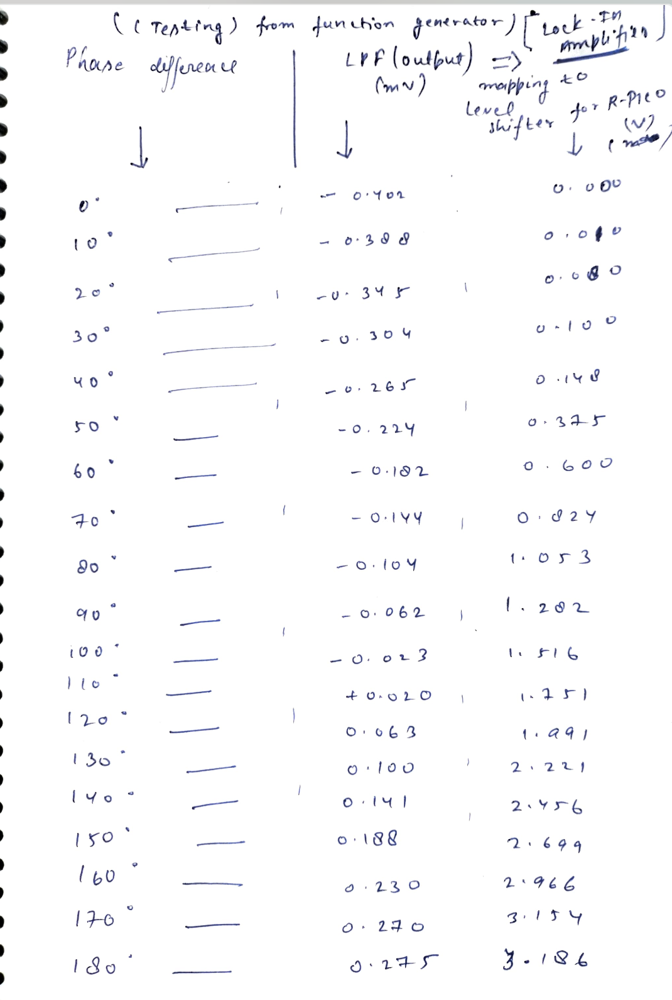 ((Testing) from function generator) [Lock-In Amplifier]
Phase difference LPF (output) => mapping to
(mv) Level shifter for R-Pico
(V)
0° - 0.402 0.000
10° - 0.388 0.010
20° -0.345 0.080
30° - 0.304 0.100
40° - 0.265 0.148
50° -0.224 0.375
60° - 0.182 0.600
70° - 0.144 0.824
80° - 0.104 1.053
90° - 0.062 1.282
100° - 0.023 1.516
110° + 0.020 1.751
120° 0.063 1.991
130° 0.100 2.221
140° 0.141 2.456
150° 0.188 2.699
160° 0.230 2.966
170° 0.270 3.154
180° 0.275 3.186